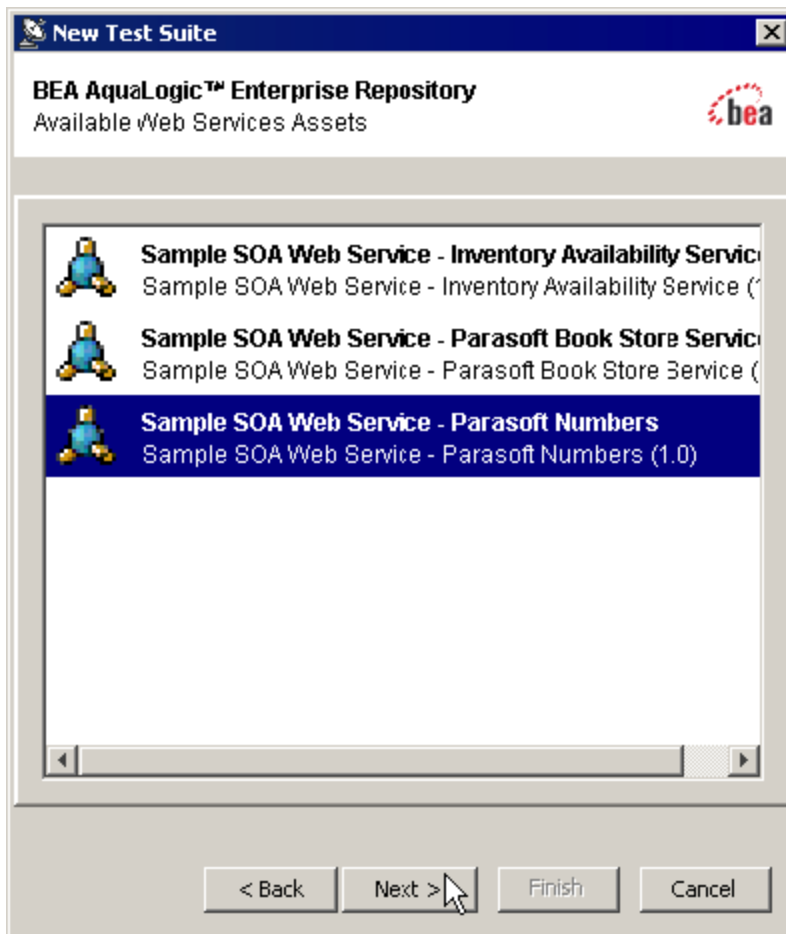 New Test Suite
BEA AquaLogic™ Enterprise Repository
Available Web Services Assets
bea
Sample SOA Web Service - Inventory Availability Servic
Sample SOA Web Service - Inventory Availability Service (
Sample SOA Web Service - Parasoft Book Store Servic
Sample SOA Web Service - Parasoft Book Store Service (
Sample SOA Web Service - Parasoft Numbers
Sample SOA Web Service - Parasoft Numbers (1.0)
< Back
Next >
Finish
Cancel